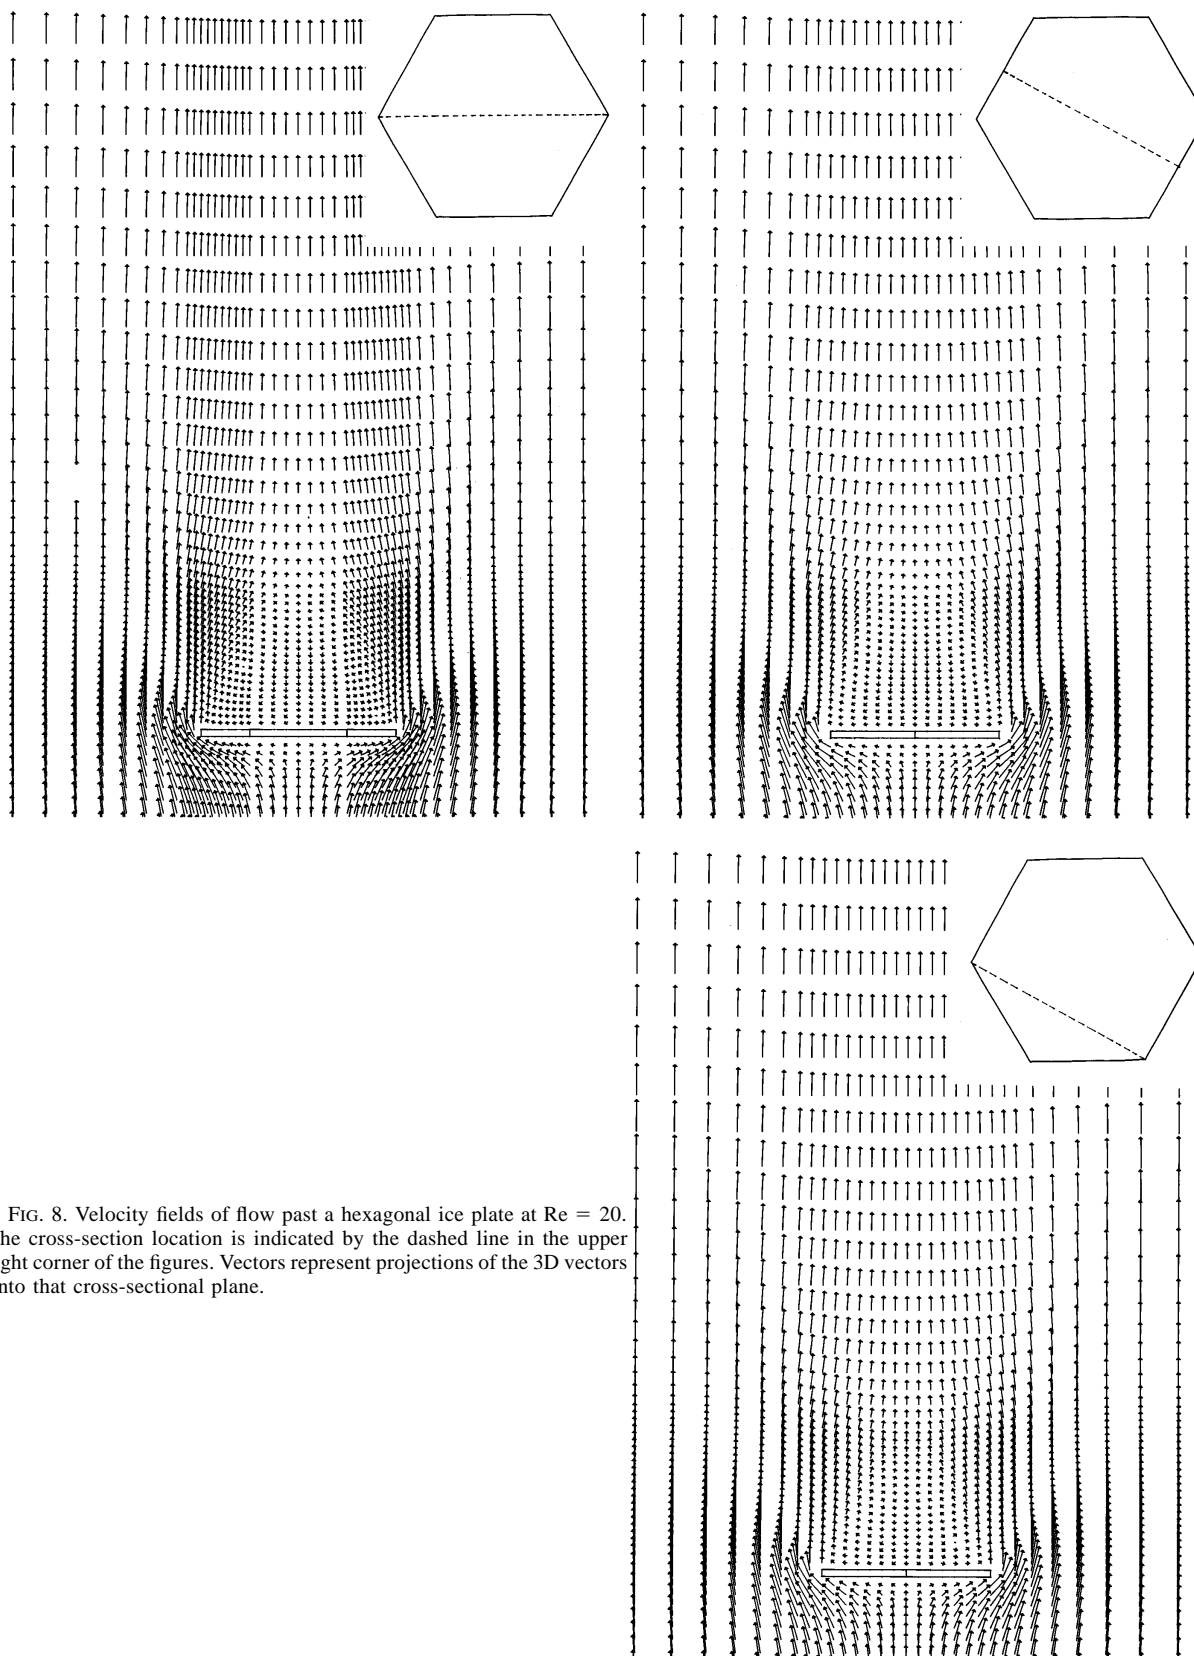 FIG. 8. Velocity fields of flow past a hexagonal ice plate at Re = 20.
he cross-section location is indicated by the dashed line in the upper
ght corner of the figures. Vectors represent projections of the 3D vectors
nto that cross-sectional plane.